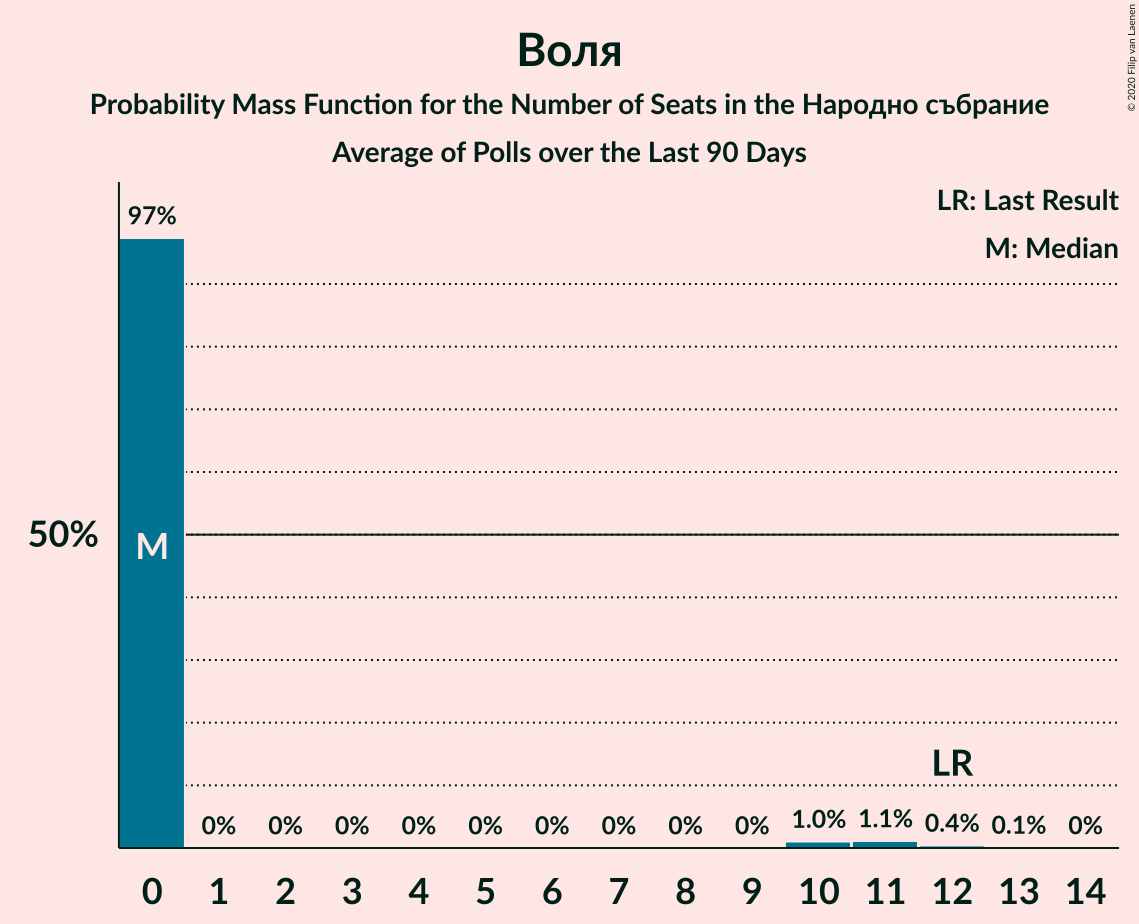 Воля
Probability Mass Function for the Number of Seats in the Народно събрание
Average of Polls over the Last 90 Days
© 2020 Filip van Laenen
LR: Last Result
M: Median
97%
50%
M
LR
0% 0% 0% 0% 0% 0% 0% 0% 0% 1.0% 1.1% 0.4% 0.1% 0%
0 1 2 3 4 5 6 7 8 9 10 11 12 13 14